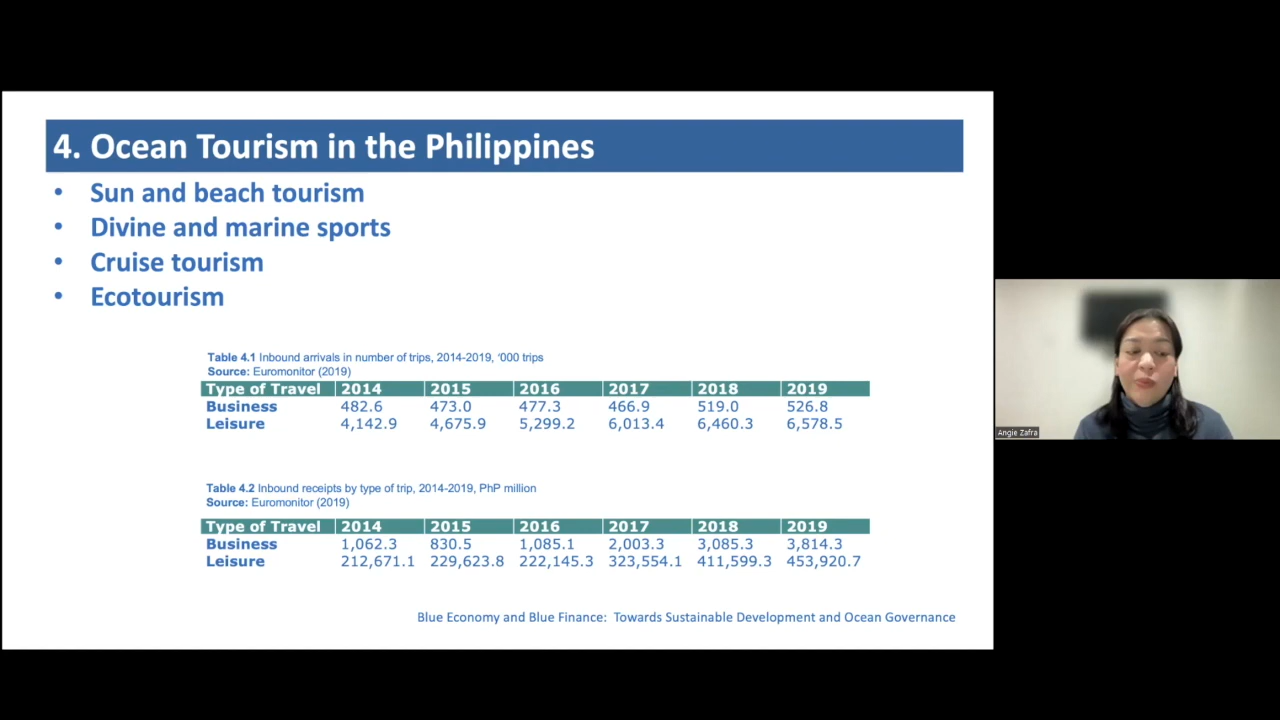 4. Ocean Tourism in the Philippines
• Sun and beach tourism
• Divine and marine sports
• Cruise tourism
• Ecotourism
Table 4.1 Inbound arrivals in number of trips, 2014-2019, ‘000 trips
Source: Euromonitor (2019)
Type of Travel 2014 2015 2016 2017 2018 2019
Business 482.6 473.0 477.3 466.9 519.0 526.8
Leisure 4,142.9 4,675.9 5,299.2 6,013.4 6,460.3 6,578.5
Table 4.2 Inbound receipts by type of trip, 2014-2019, PhP million
Source: Euromonitor (2019)
Type of Travel 2014 2015 2016 2017 2018 2019
Business 1,062.3 830.5 1,085.1 2,003.3 3,085.3 3,814.3
Leisure 212,671.1 229,623.8 222,145.3 323,554.1 411,599.3 453,920.7
Blue Economy and Blue Finance: Towards Sustainable Development and Ocean Governance
Angie Zafra